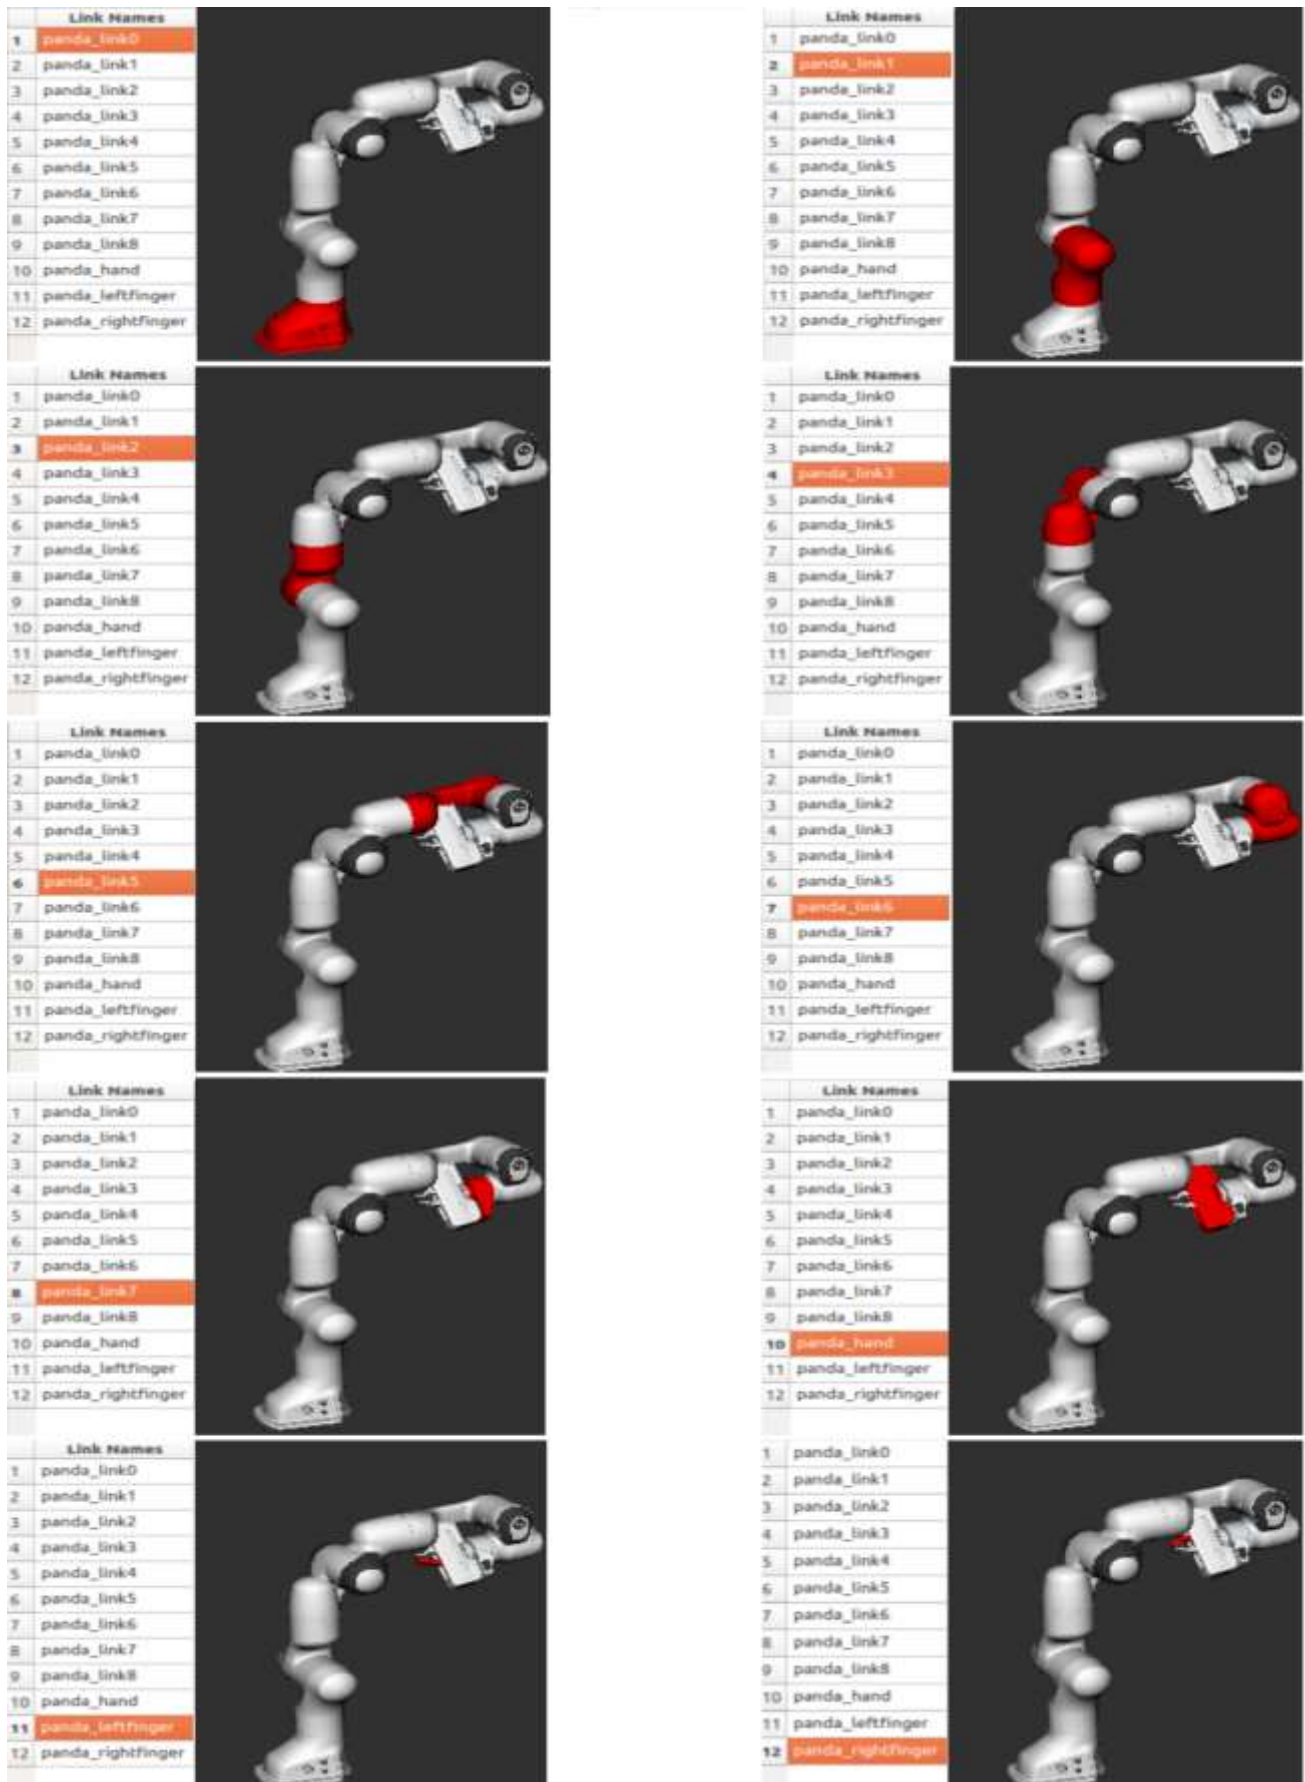 Link Names
1 panda_link0
2 panda_link1
3 panda_link2
4 panda_link3
5 panda_link4
6 panda_link5
7 panda_link6
8 panda_link7
9 panda_link8
10 panda_hand
11 panda_leftfinger
12 panda_rightfinger
Link Names
1 panda_link0
2 panda_link1
3 panda_link2
4 panda_link3
5 panda_link4
6 panda_link5
7 panda_link6
8 panda_link7
9 panda_link8
10 panda_hand
11 panda_leftfinger
12 panda_rightfinger
Link Names
1 panda_link0
2 panda_link1
3 panda_link2
4 panda_link3
5 panda_link4
6 panda_link5
7 panda_link6
8 panda_link7
9 panda_link8
10 panda_hand
11 panda_leftfinger
12 panda_rightfinger
Link Names
1 panda_link0
2 panda_link1
3 panda_link2
4 panda_link3
5 panda_link4
6 panda_link5
7 panda_link6
8 panda_link7
9 panda_link8
10 panda_hand
11 panda_leftfinger
12 panda_rightfinger
Link Names
1 panda_link0
2 panda_link1
3 panda_link2
4 panda_link3
5 panda_link4
6 panda_link5
7 panda_link6
8 panda_link7
9 panda_link8
10 panda_hand
11 panda_leftfinger
12 panda_rightfinger
Link Names
1 panda_link0
2 panda_link1
3 panda_link2
4 panda_link3
5 panda_link4
6 panda_link5
7 panda_link6
8 panda_link7
9 panda_link8
10 panda_hand
11 panda_leftfinger
12 panda_rightfinger
Link Names
1 panda_link0
2 panda_link1
3 panda_link2
4 panda_link3
5 panda_link4
6 panda_link5
7 panda_link6
8 panda_link7
9 panda_link8
10 panda_hand
11 panda_leftfinger
12 panda_rightfinger
Link Names
1 panda_link0
2 panda_link1
3 panda_link2
4 panda_link3
5 panda_link4
6 panda_link5
7 panda_link6
8 panda_link7
9 panda_link8
10 panda_hand
11 panda_leftfinger
12 panda_rightfinger
Link Names
1 panda_link0
2 panda_link1
3 panda_link2
4 panda_link3
5 panda_link4
6 panda_link5
7 panda_link6
8 panda_link7
9 panda_link8
10 panda_hand
11 panda_leftfinger
12 panda_rightfinger
1 panda_link0
2 panda_link1
3 panda_link2
4 panda_link3
5 panda_link4
6 panda_link5
7 panda_link6
8 panda_link7
9 panda_link8
10 panda_hand
11 panda_leftfinger
12 panda_rightfinger